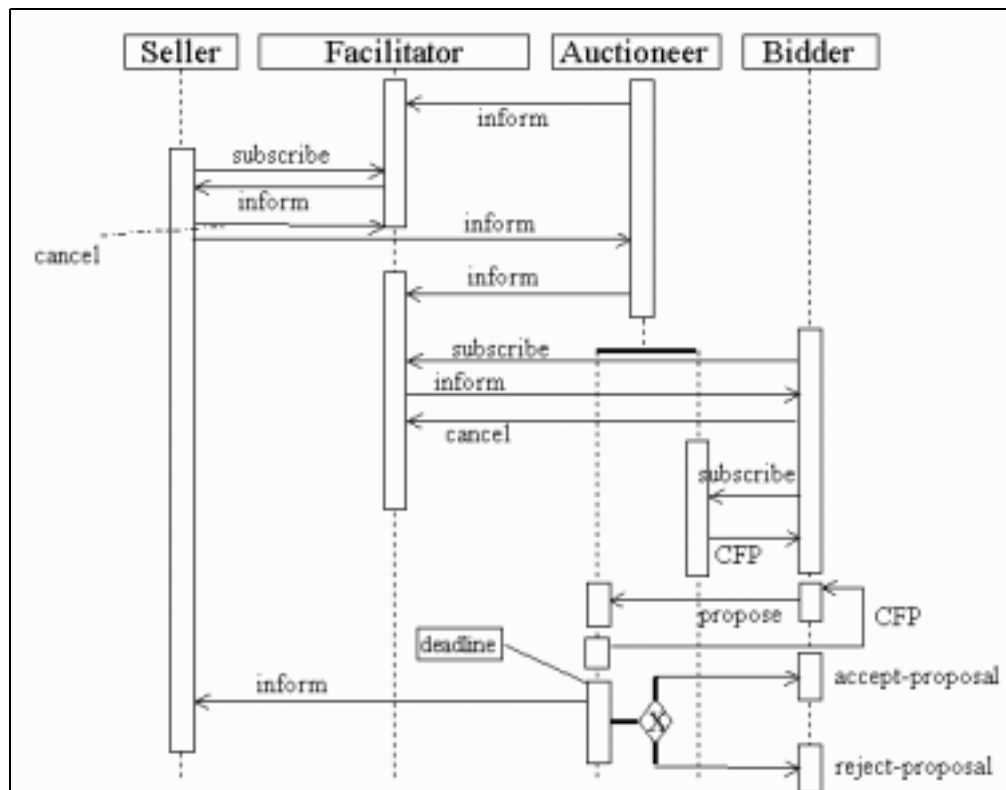 Seller Facilitator Auctioneer Bidder
inform
subscribe
inform
cancel
inform
inform
subscribe
inform
cancel
subscribe
CFP
propose
CFP
deadline
inform
X
accept-proposal
reject-proposal